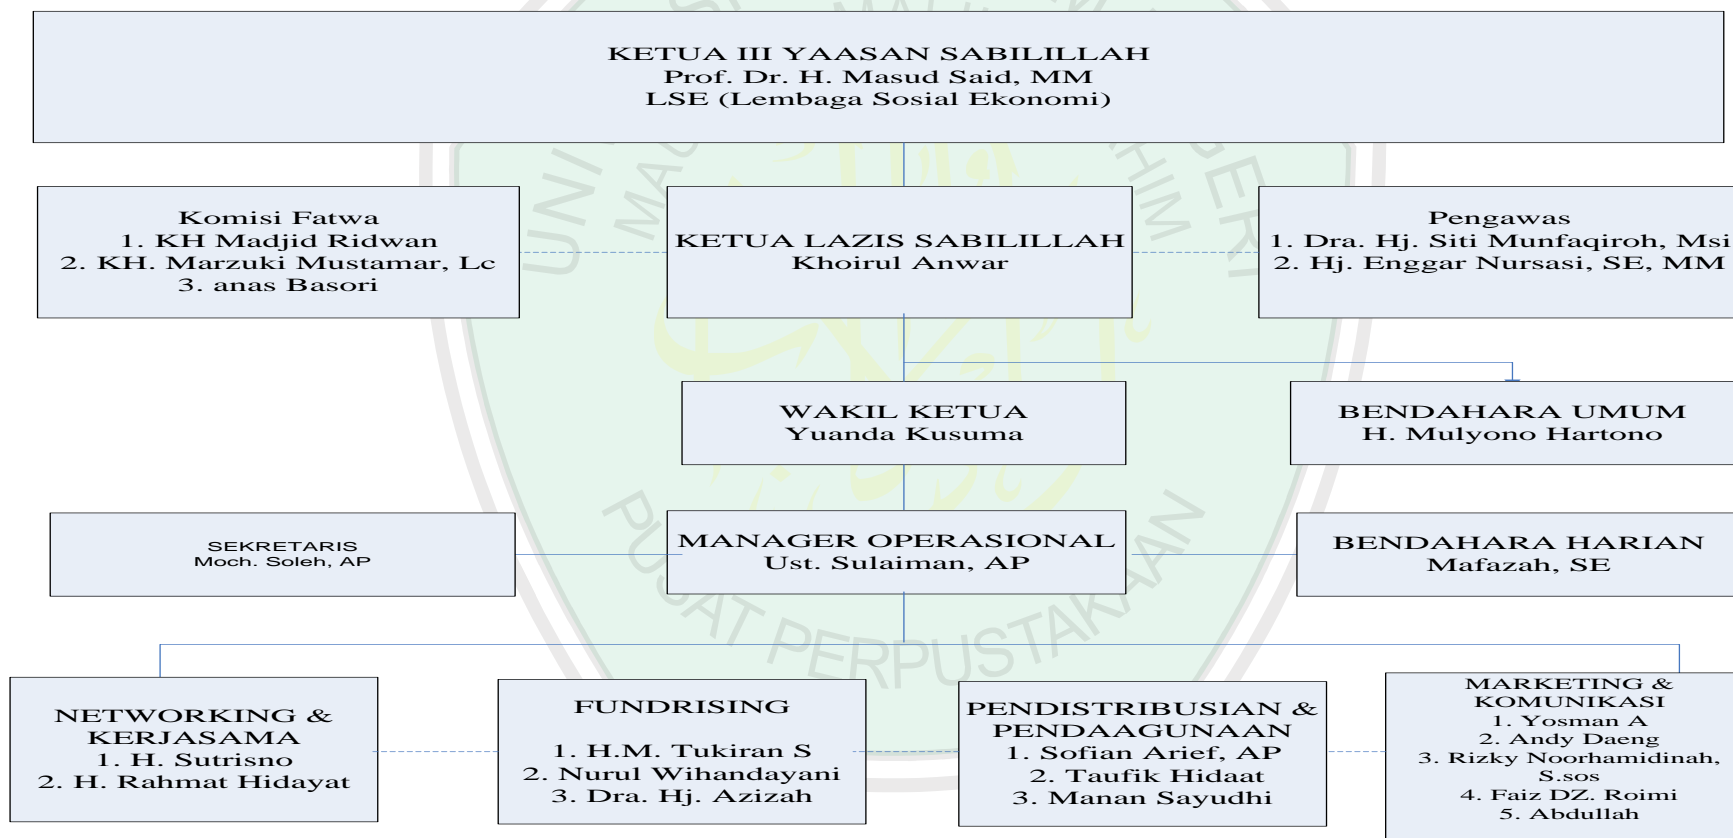 KETUA III YAASAN SABILILLAH
Prof. Dr. H. Masud Said, MM
LSE (Lembaga Sosial Ekonomi)
Komisi Fatwa
1. KH Madjid Ridwan
2. KH. Marzuki Mustamar, Lc
3. anas Basori
KETUA LAZIS SABILILLAH
Khoirul Anwar
Pengawas
1. Dra. Hj. Siti Munfaqiroh, Msi
2. Hj. Enggar Nursasi, SE, MM
WAKIL KETUA
Yuanda Kusuma
BENDAHARA UMUM
H. Mulyono Hartono
SEKRETARIS
Moch. Soleh, AP
MANAGER OPERASIONAL
Ust. Sulaiman, AP
BENDAHARA HARIAN
Mafazah, SE
NETWORKING &
KERJASAMA
1. H. Sutrisno
2. H. Rahmat Hidayat
FUNDRISING
1. H.M. Tukiran S
2. Nurul Wihandayani
3. Dra. Hj. Azizah
PENDISTRIBUSIAN &
PENDAAGUNAAN
1. Sofian Arief, AP
2. Taufik Hidaat
3. Manan Sayudhi
MARKETING &
KOMUNIKASI
1. Yosman A
2. Andy Daeng
3. Rizky Noorhamidinah,
S.sos
4. Faiz DZ. Roimi
5. Abdullah
PUSAT PERPUSTAKAAN